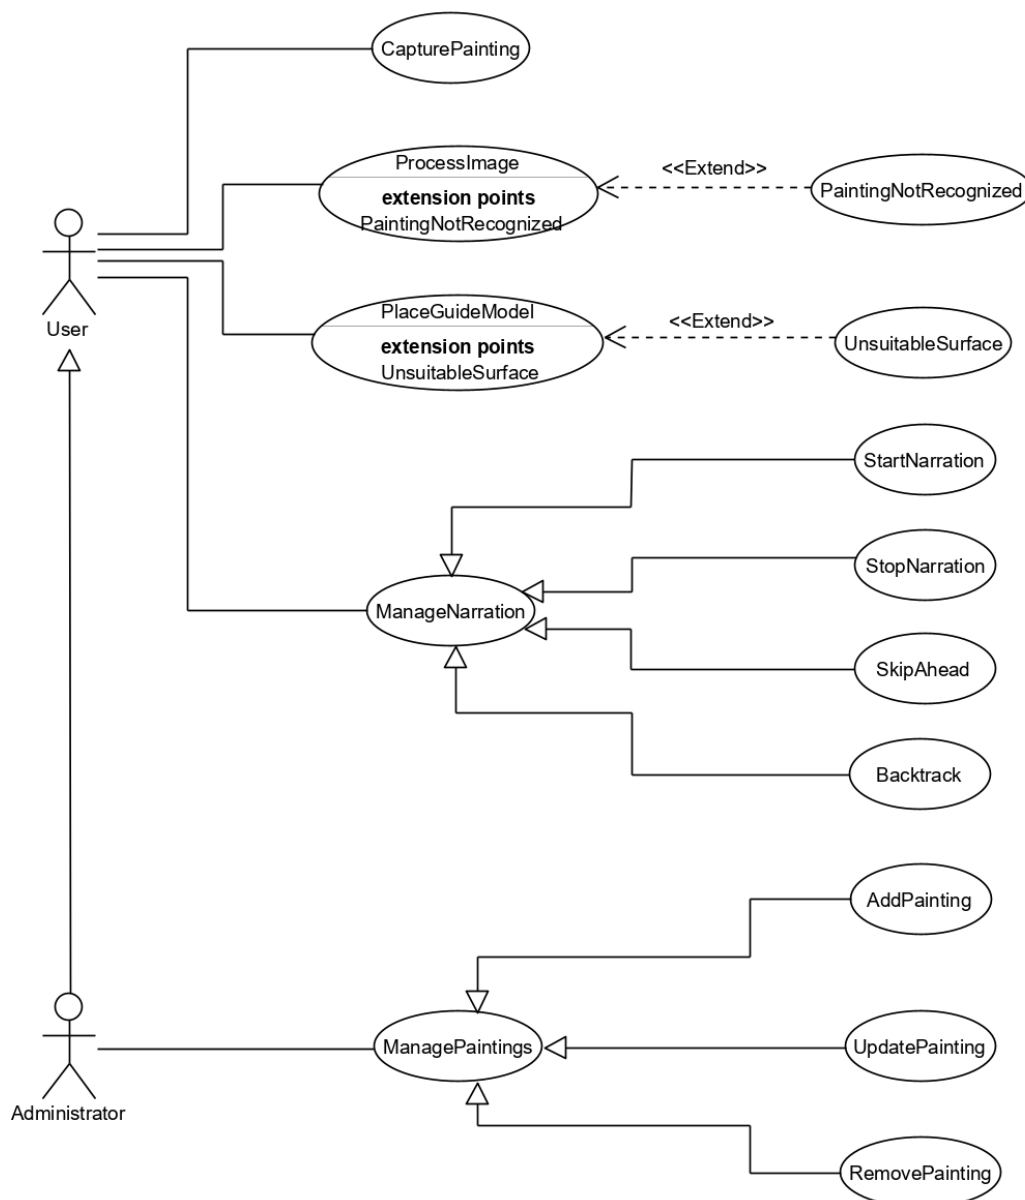 CapturePainting
ProcessImage
extension points
PaintingNotRecognized
<<Extend>>
PaintingNotRecognized
User
PlaceGuideModel
extension points
UnsuitableSurface
<<Extend>>
UnsuitableSurface
StartNarration
StopNarration
ManageNarration
SkipAhead
Backtrack
AddPainting
ManagePaintings
UpdatePainting
Administrator
RemovePainting